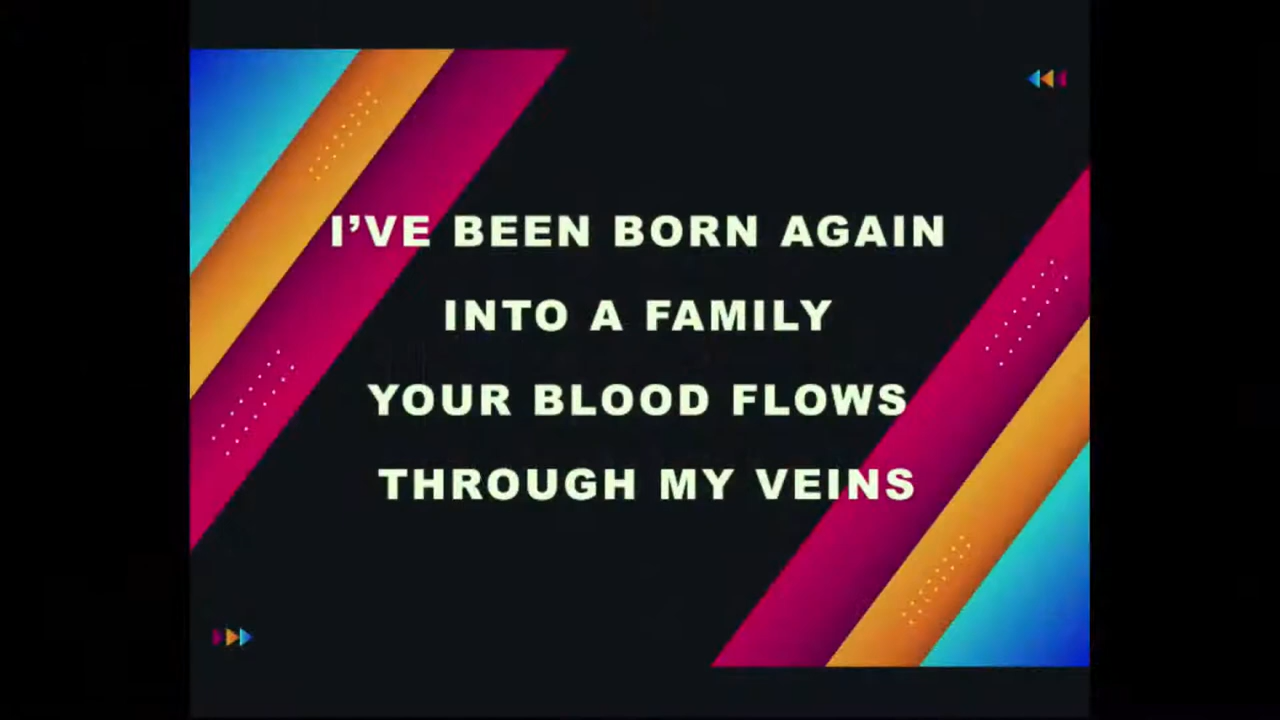 I’VE BEEN BORN AGAIN
INTO A FAMILY
YOUR BLOOD FLOWS
THROUGH MY VEINS